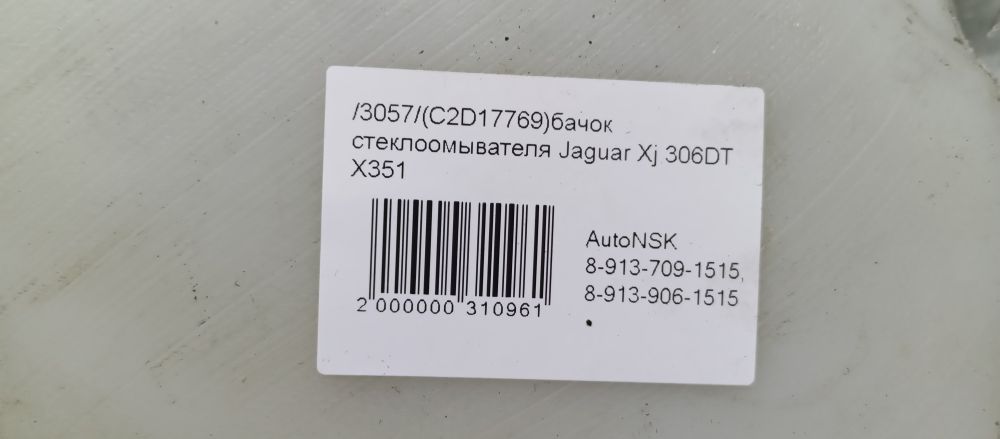 /3057/(C2D17769)бачок
стеклоомывателя Jaguar Xj 306DT
X351
AutoNSK
8-913-709-1515,
8-913-906-1515
2 000000 310961